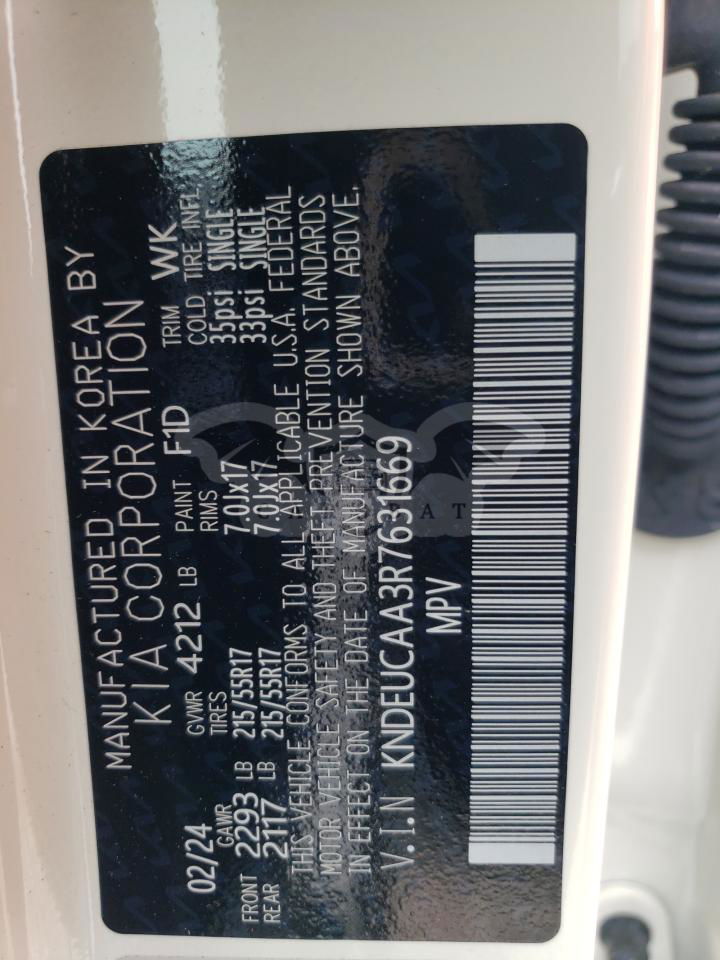 MANUFACTURED IN KOREA BY
KIA CORPORATION
02/24 GVWR 4212 LB PAINT F1D TRIM WK
GAWR TIRES RIMS COLD TIRE INFL.
FRONT 2293 LB 215/55R17 7.0Jx17 35psi SINGLE
REAR 2117 LB 215/55R17 7.0Jx17 33psi SINGLE
THIS VEHICLE CONFORMS TO ALL APPLICABLE U.S.A. FEDERAL
MOTOR VEHICLE SAFETY AND THEFT PREVENTION STANDARDS
IN EFFECT ON THE DATE OF MANUFACTURE SHOWN ABOVE.
V.I.N KNDEUCAA3R7631669
MPV